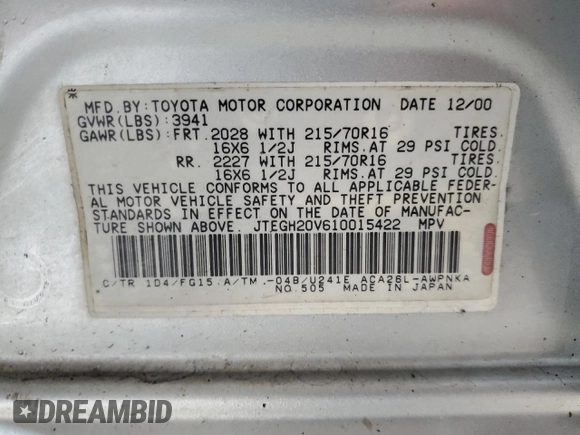 MFD.BY:TOYOTA MOTOR CORPORATION DATE 12/00
GVWR(LBS):3941
GAWR(LBS):FRT.2028 WITH 215/70R16 TIRES.
16X6 1/2J RIMS.AT 29 PSI COLD.
RR. 2227 WITH 215/70R16 TIRES.
16X6 1/2J RIMS.AT 29 PSI COLD.
THIS VEHICLE CONFORMS TO ALL APPLICABLE FEDER-
AL MOTOR VEHICLE SAFETY AND THEFT PREVENTION
STANDARDS IN EFFECT ON THE DATE OF MANUFAC-
TURE SHOWN ABOVE. JTEGH20V610015422 MPV
C/TR 1D4/FG15.A/TM.-04B/U241E ACA26L-AWPNKA
NO.505 MADE IN JAPAN
DREAMBID